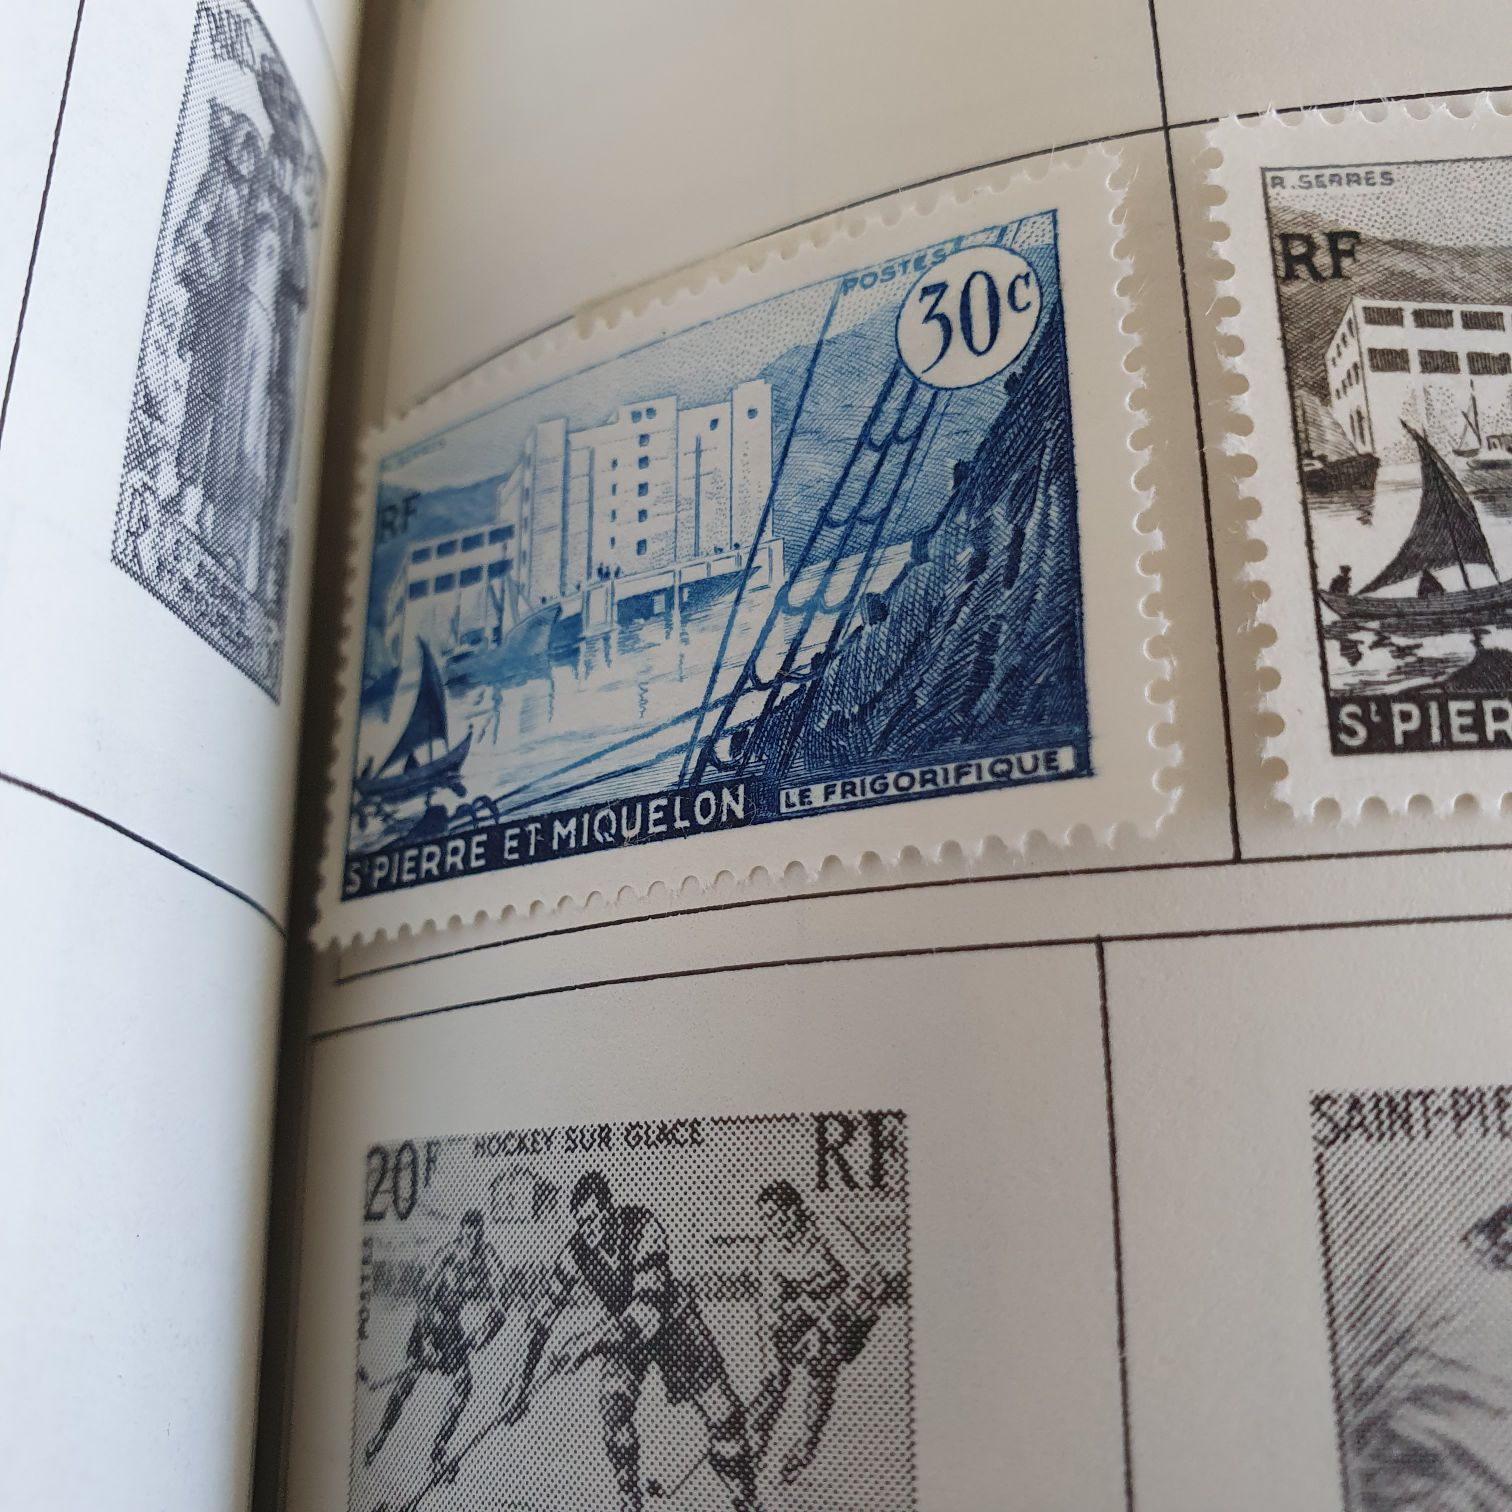 POSTES
30c
R. SERRES
RF
ST PIERRE ET MIQUELON LE FRIGORIFIQUE
R. SERRES
RF
ST PIER
20F HOCKEY SUR GLACE RF
POSTES
SAINT-PIE